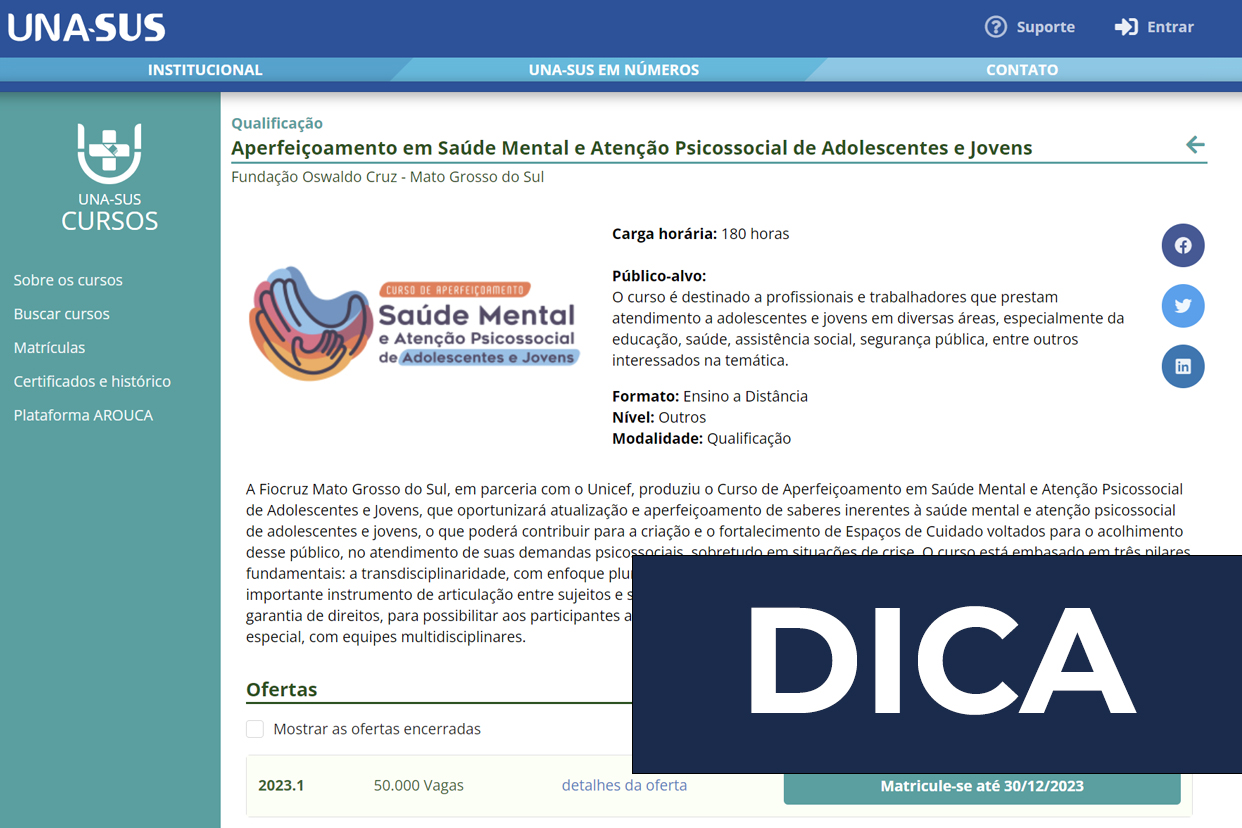 UNA-SUS
Suporte
Entrar
INSTITUCIONAL
UNA-SUS EM NÚMEROS
CONTATO
UNA-SUS
CURSOS
Sobre os cursos
Buscar cursos
Matrículas
Certificados e histórico
Plataforma AROUCA
Qualificação
Aperfeiçoamento em Saúde Mental e Atenção Psicossocial de Adolescentes e Jovens
Fundação Oswaldo Cruz - Mato Grosso do Sul
CURSO DE APERFEIÇOAMENTO
Saúde Mental
e Atenção Psicossocial
de Adolescentes e Jovens
Carga horária: 180 horas
Público-alvo:
O curso é destinado a profissionais e trabalhadores que prestam
atendimento a adolescentes e jovens em diversas áreas, especialmente da
educação, saúde, assistência social, segurança pública, entre outros
interessados na temática.
Formato: Ensino a Distância
Nível: Outros
Modalidade: Qualificação
A Fiocruz Mato Grosso do Sul, em parceria com o Unicef, produziu o Curso de Aperfeiçoamento em Saúde Mental e Atenção Psicossocial
de Adolescentes e Jovens, que oportunizará atualização e aperfeiçoamento de saberes inerentes à saúde mental e atenção psicossocial
de adolescentes e jovens, o que poderá contribuir para a criação e o fortalecimento de Espaços de Cuidado voltados para o acolhimento
desse público, no atendimento de suas demandas psicossociais, sobretudo em situações de crise. O curso está embasado em três pilares
fundamentais: a transdisciplinaridade, com enfoque
importante instrumento de articulação entre sujeitos e
garantia de direitos, para possibilitar aos participantes
especial, com equipes multidisciplinares.
DICA
Ofertas
Mostrar as ofertas encerradas
2023.1
50.000 Vagas
detalhes da oferta
Matricule-se até 30/12/2023